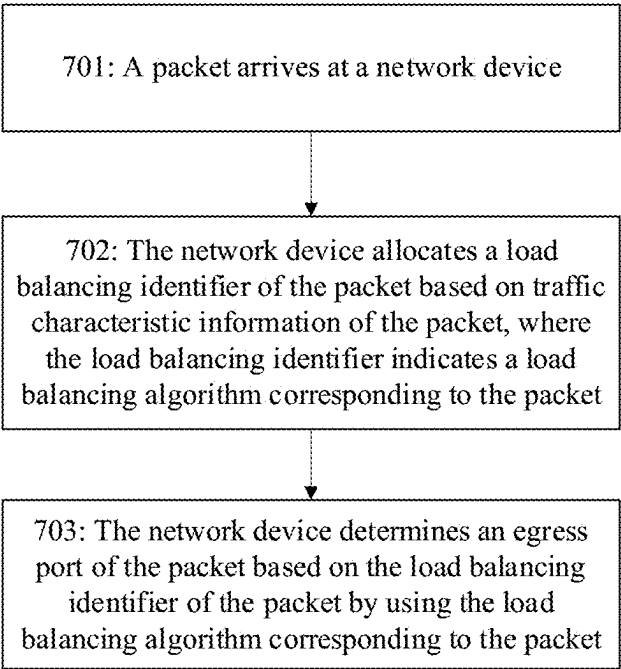 701: A packet arrives at a network device
702: The network device allocates a load
balancing identifier of the packet based on traffic
characteristic information of the packet, where
the load balancing identifier indicates a load
balancing algorithm corresponding to the packet
703: The network device determines an egress
port of the packet based on the load balancing
identifier of the packet by using the load
balancing algorithm corresponding to the packet